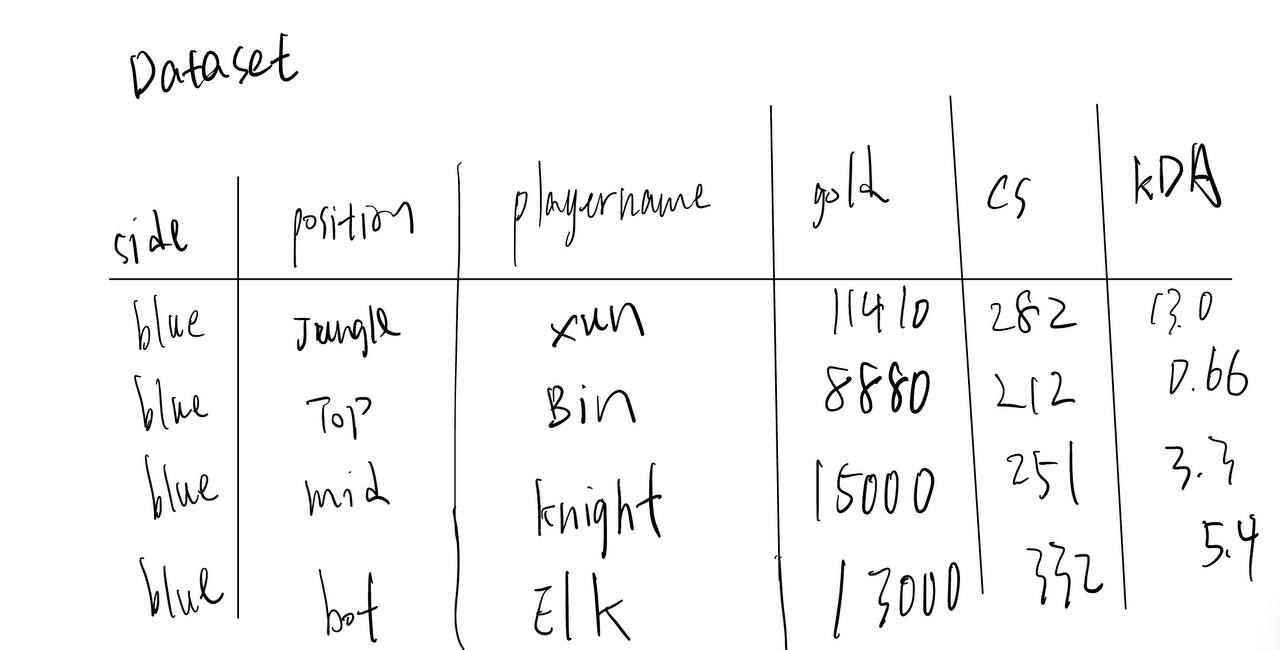 Dataset
side position playername gold cs kDA
blue Jungle xun 11410 282 13.0
blue Top Bin 8880 212 0.66
blue mid knight 15000 251 3.3
blue bot Elk 13000 332 5.4